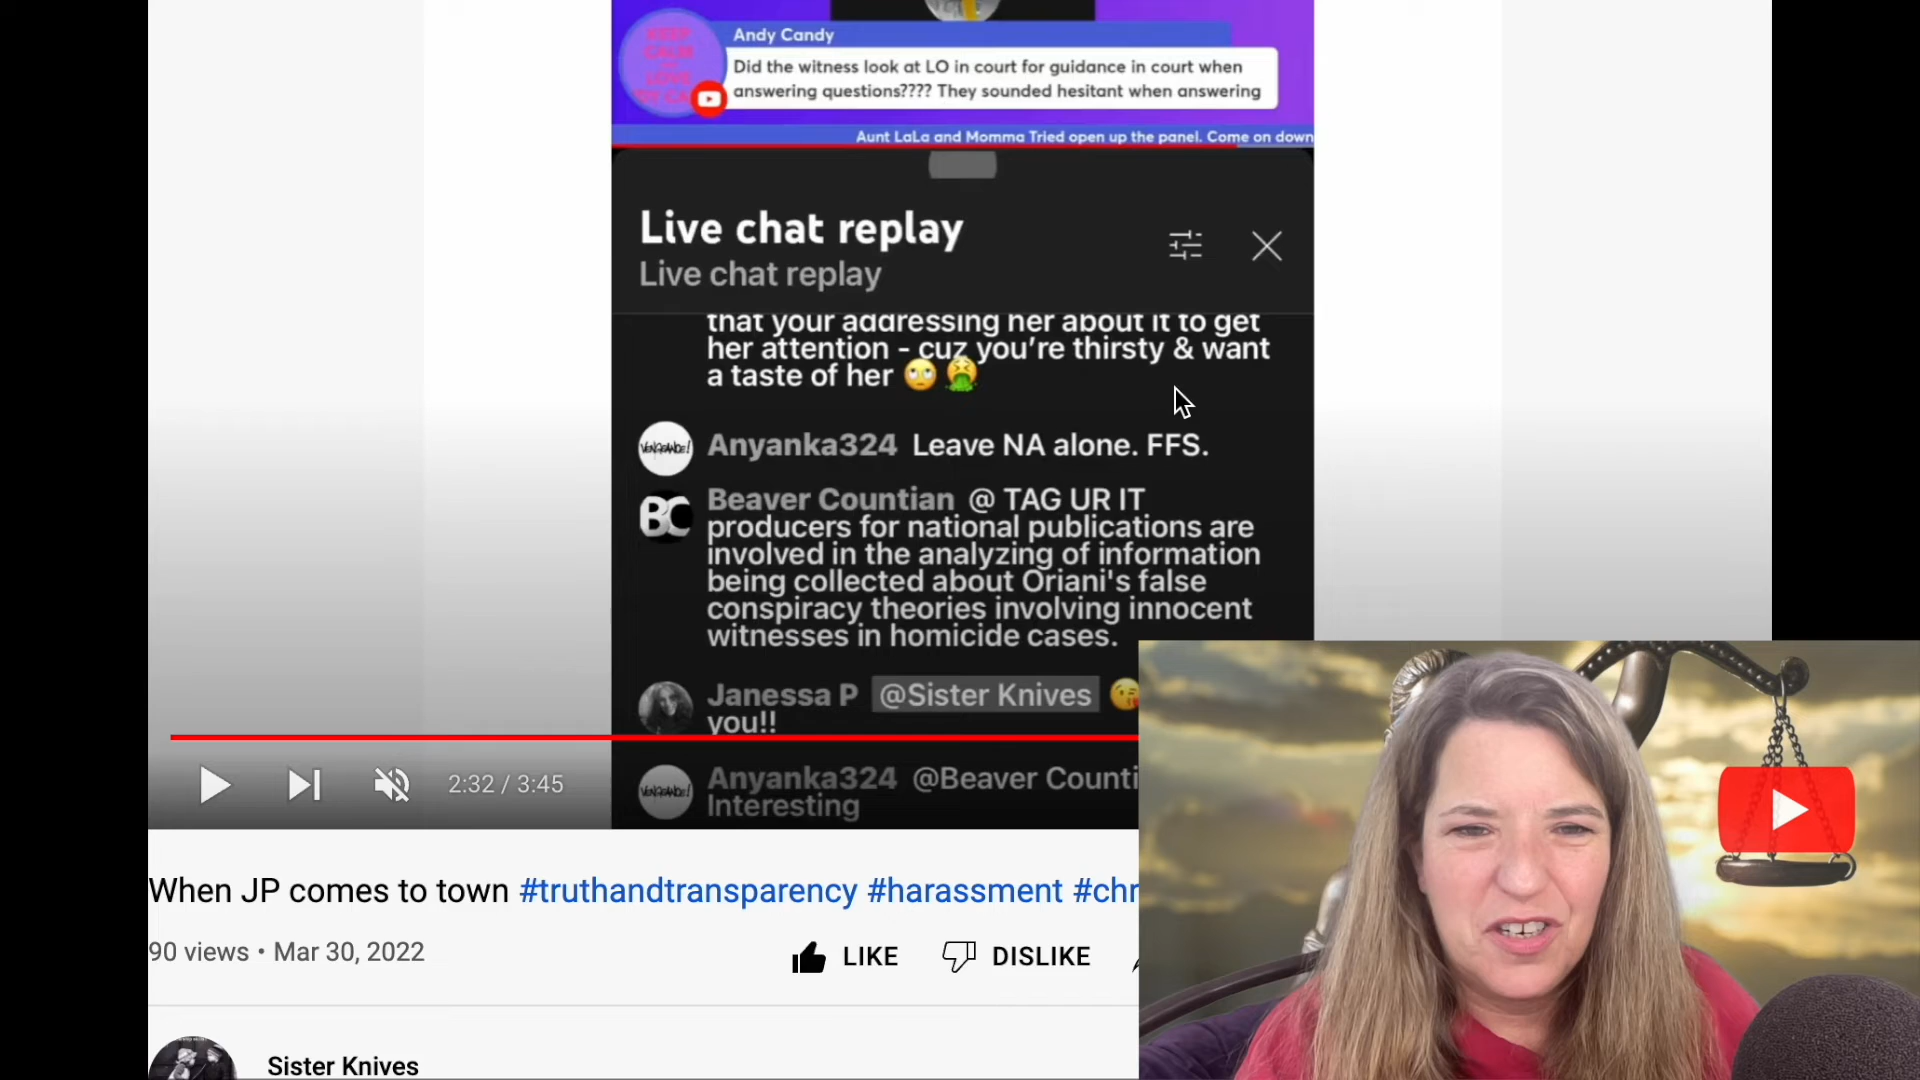 Andy Candy
Did the witness look at LO in court for guidance in court when
answering questions???? They sounded hesitant when answering
Aunt LaLa and Momma Tried open up the panel. Come on down
Live chat replay
Live chat replay
that your addressing her about it to get
her attention - cuz you're thirsty & want
a taste of her 🙄 🤮
Anyanka324 Leave NA alone. FFS.
Beaver Countian @ TAG UR IT
producers for national publications are
involved in the analyzing of information
being collected about Oriani's false
conspiracy theories involving innocent
witnesses in homicide cases.
Janessa P @Sister Knives 😘
you!!
Anyanka324 @Beaver Counti
Interesting
VENGEANCE!
BC
VENGEANCE!
2:32 / 3:45
When JP comes to town #truthandtransparency #harassment #chr
90 views • Mar 30, 2022
LIKE
DISLIKE
Sister Knives